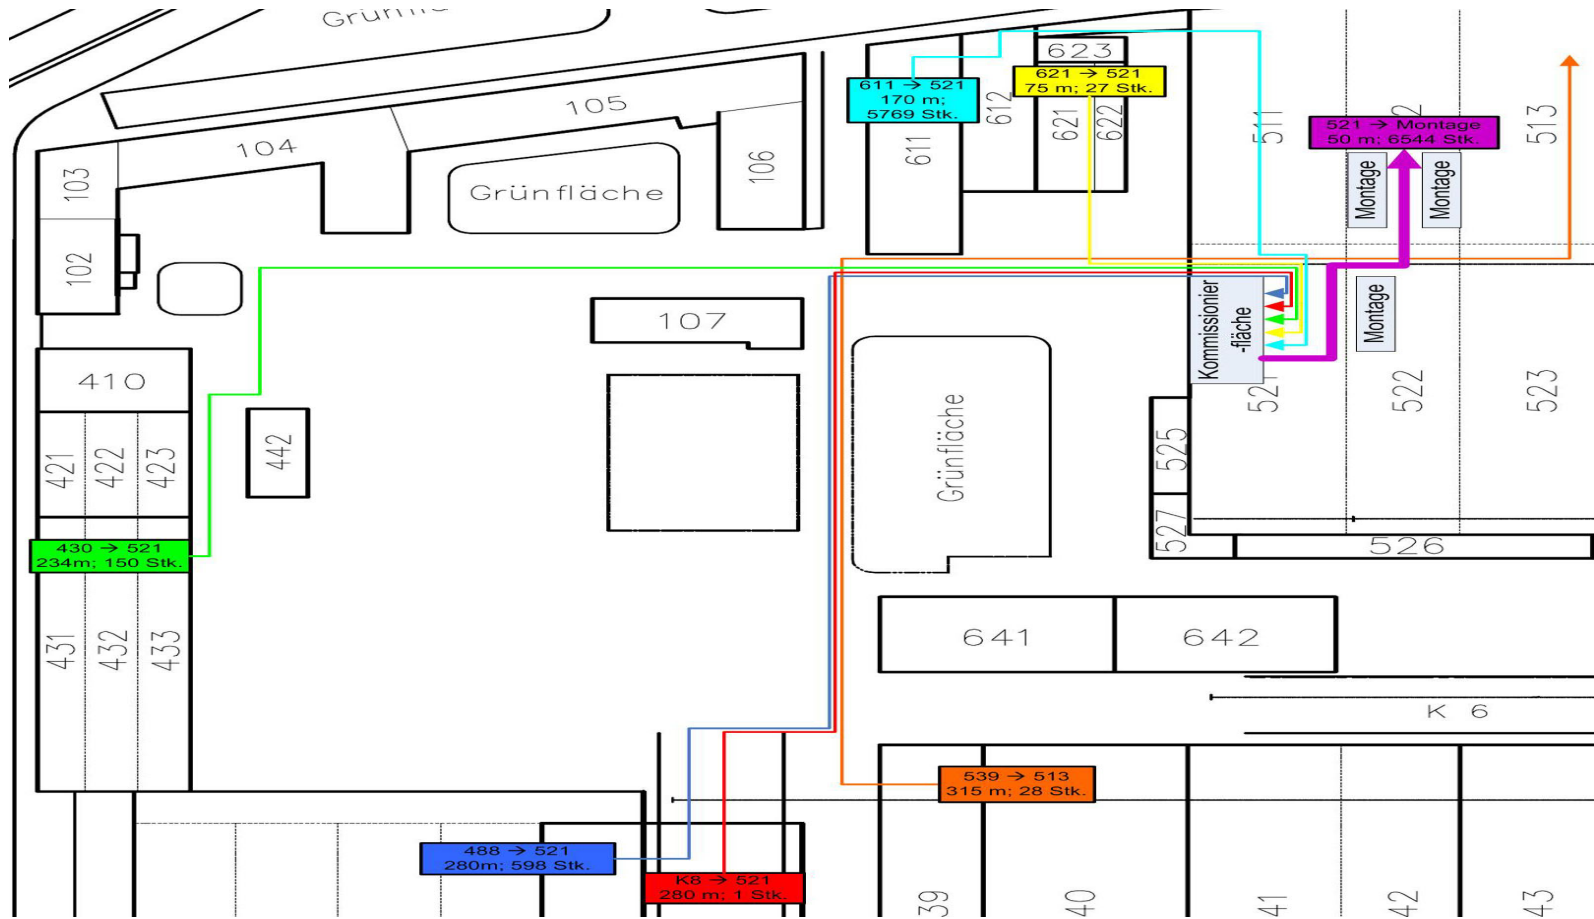 Grünflä
623
611 → 521
170 m;
5769 Stk.
621 → 521
75 m; 27 Stk.
105
104
103
102
106
Grünfläche
611
612
621
622
511
521 → Montage
50 m; 6544 Stk.
513
Montage
Montage
Montage
Kommissionier
-fläche
107
410
421
422
423
442
Grünfläche
521
522
523
525
527
526
430 → 521
234m; 150 Stk.
431
432
433
641
642
K 6
539 → 513
315 m; 28 Stk.
488 → 521
280m; 598 Stk.
K8 → 521
280 m; 1 Stk.
39
40
41
42
43